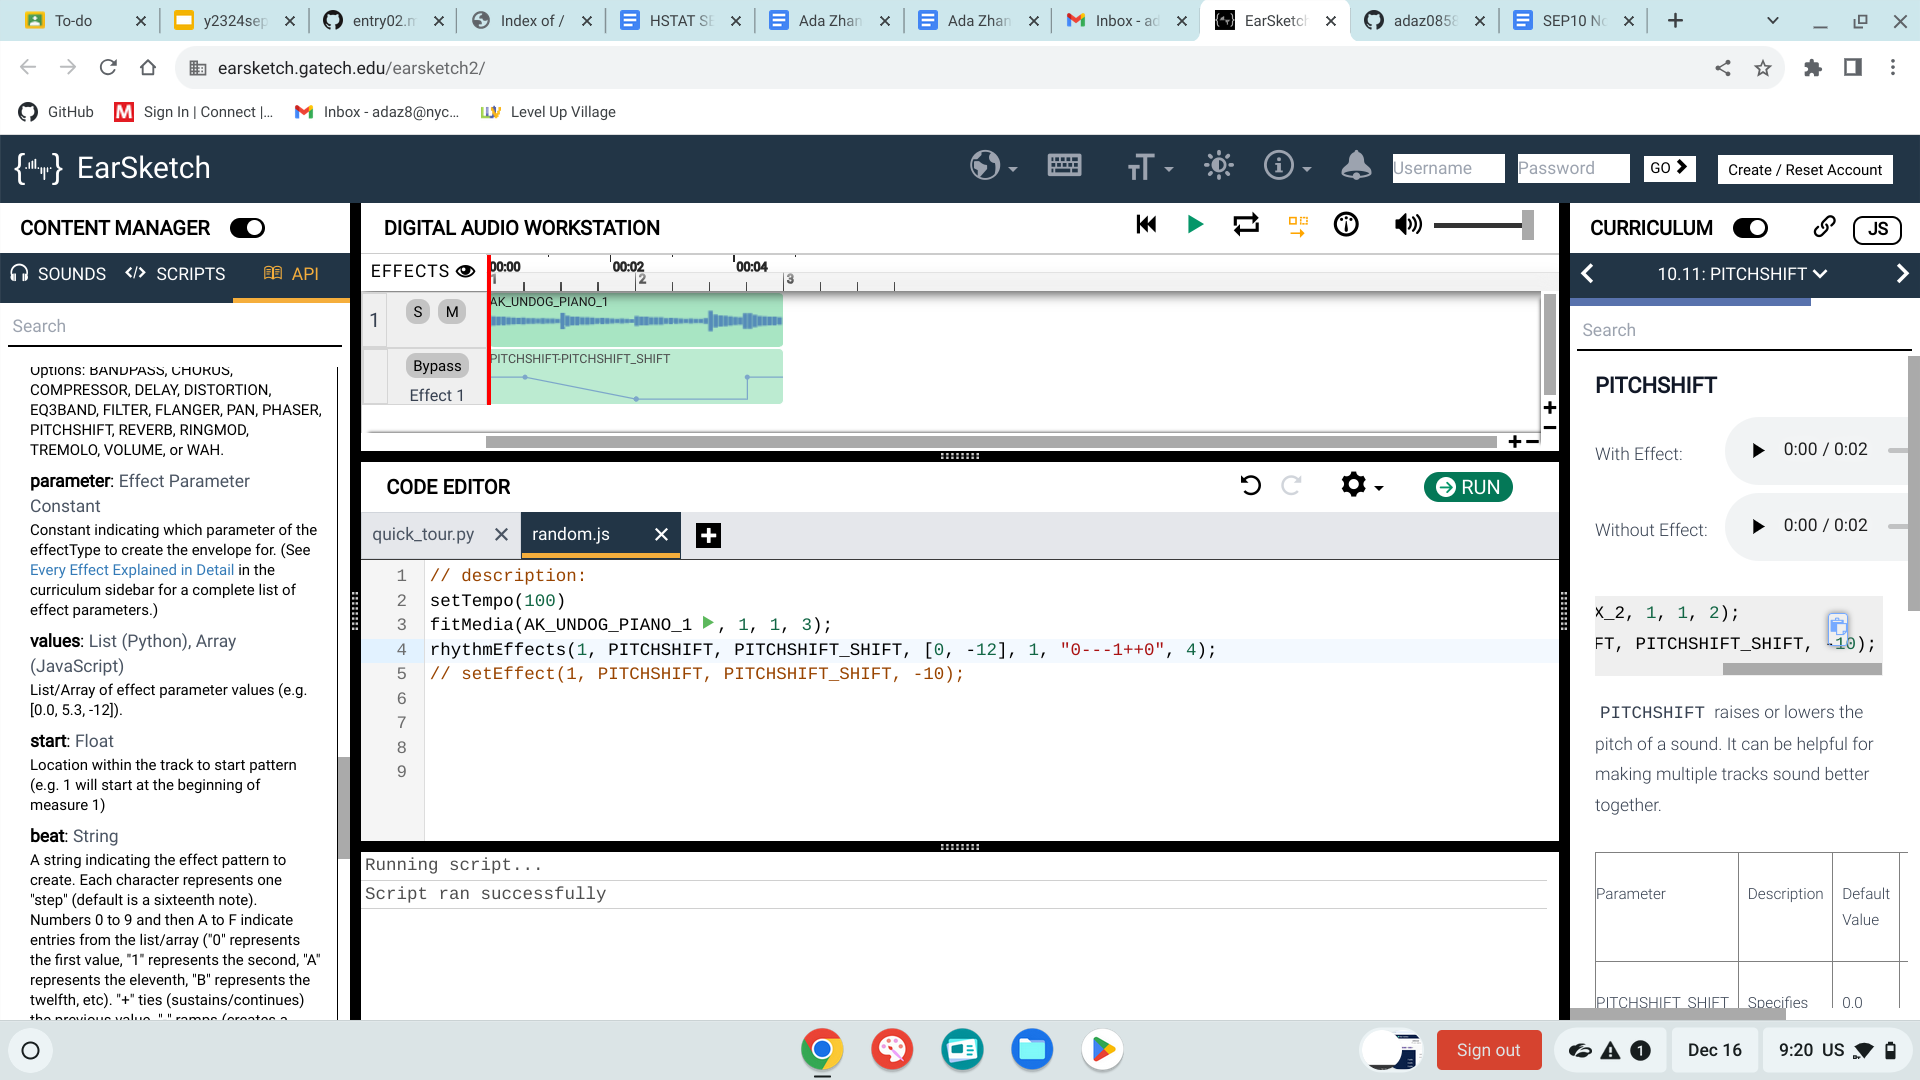 To-do
y2324sep
entry02.m
Index of /
HSTAT SE
Ada Zhan
Ada Zhan
Inbox - ad
EarSketch
adaz0858
SEP10 No
earsketch.gatech.edu/earsketch2/
GitHub
Sign In | Connect |...
Inbox - adaz8@nyc...
Level Up Village
EarSketch
Username
Password
GO
Create / Reset Account
CONTENT MANAGER
SOUNDS
SCRIPTS
API
Search
Options: BANDPASS, CHORUS,
COMPRESSOR, DELAY, DISTORTION,
EQ3BAND, FILTER, FLANGER, PAN, PHASER,
PITCHSHIFT, REVERB, RINGMOD,
TREMOLO, VOLUME, or WAH.
parameter: Effect Parameter
Constant
Constant indicating which parameter of the
effectType to create the envelope for. (See
Every Effect Explained in Detail in the
curriculum sidebar for a complete list of
effect parameters.)
values: List (Python), Array
(JavaScript)
List/Array of effect parameter values (e.g.
[0.0, 5.3, -12]).
start: Float
Location within the track to start pattern
(e.g. 1 will start at the beginning of
measure 1)
beat: String
A string indicating the effect pattern to
create. Each character represents one
"step" (default is a sixteenth note).
Numbers 0 to 9 and then A to F indicate
entries from the list/array ("0" represents
the first value, "1" represents the second, "A"
represents the eleventh, "B" represents the
twelfth, etc). "+" ties (sustains/continues)
the previous value. "-" ramps (creates a
DIGITAL AUDIO WORKSTATION
EFFECTS
00:00
00:02
00:04
1
2
3
1
S
M
AK_UNDOG_PIANO_1
Bypass
Effect 1
PITCHSHIFT-PITCHSHIFT_SHIFT
CODE EDITOR
RUN
quick_tour.py
random.js
1 // description:
2 setTempo(100)
3 fitMedia(AK_UNDOG_PIANO_1 , 1, 1, 3);
4 rhythmEffects(1, PITCHSHIFT, PITCHSHIFT_SHIFT, [0, -12], 1, "0---1++0", 4);
5 // setEffect(1, PITCHSHIFT, PITCHSHIFT_SHIFT, -10);
6
7
8
9
Running script...
Script ran successfully
CURRICULUM
JS
10.11: PITCHSHIFT
Search
PITCHSHIFT
With Effect:
0:00 / 0:02
Without Effect:
0:00 / 0:02
X_2, 1, 1, 2);
FT, PITCHSHIFT_SHIFT, -10);
PITCHSHIFT raises or lowers the
pitch of a sound. It can be helpful for
making multiple tracks sound better
together.
Parameter
Description
Default
Value
PITCHSHIFT_SHIFT
Specifies
0.0
Sign out
1
Dec 16
9:20 US